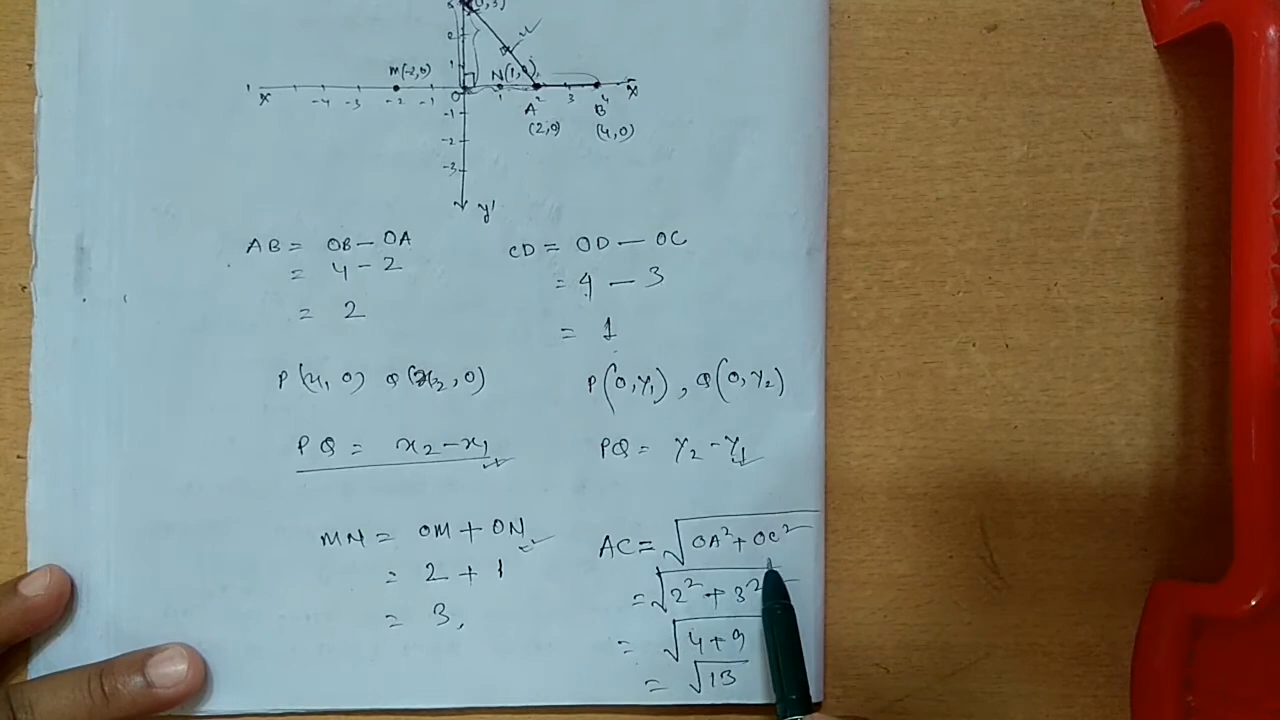 3
2
M(-2,0) 1 N(1,
X -4 -3 -2 -1 0 1 2 3 4 X
-1 A B
(2,0) (4,0)
-2
-3
y'
AB = OB - OA CD = OD - OC
= 4 - 2 = 4 - 3
= 2 = 1
P(x1 0) Q(x2, 0) P(0, Y1), Q(0, Y2)
PQ = x2 - x1 PQ = Y2 - Y1
MN = OM + ON AC = √OA² + OC²
= 2 + 1 = √2² + 3²
= 3, = √4 + 9
= √13